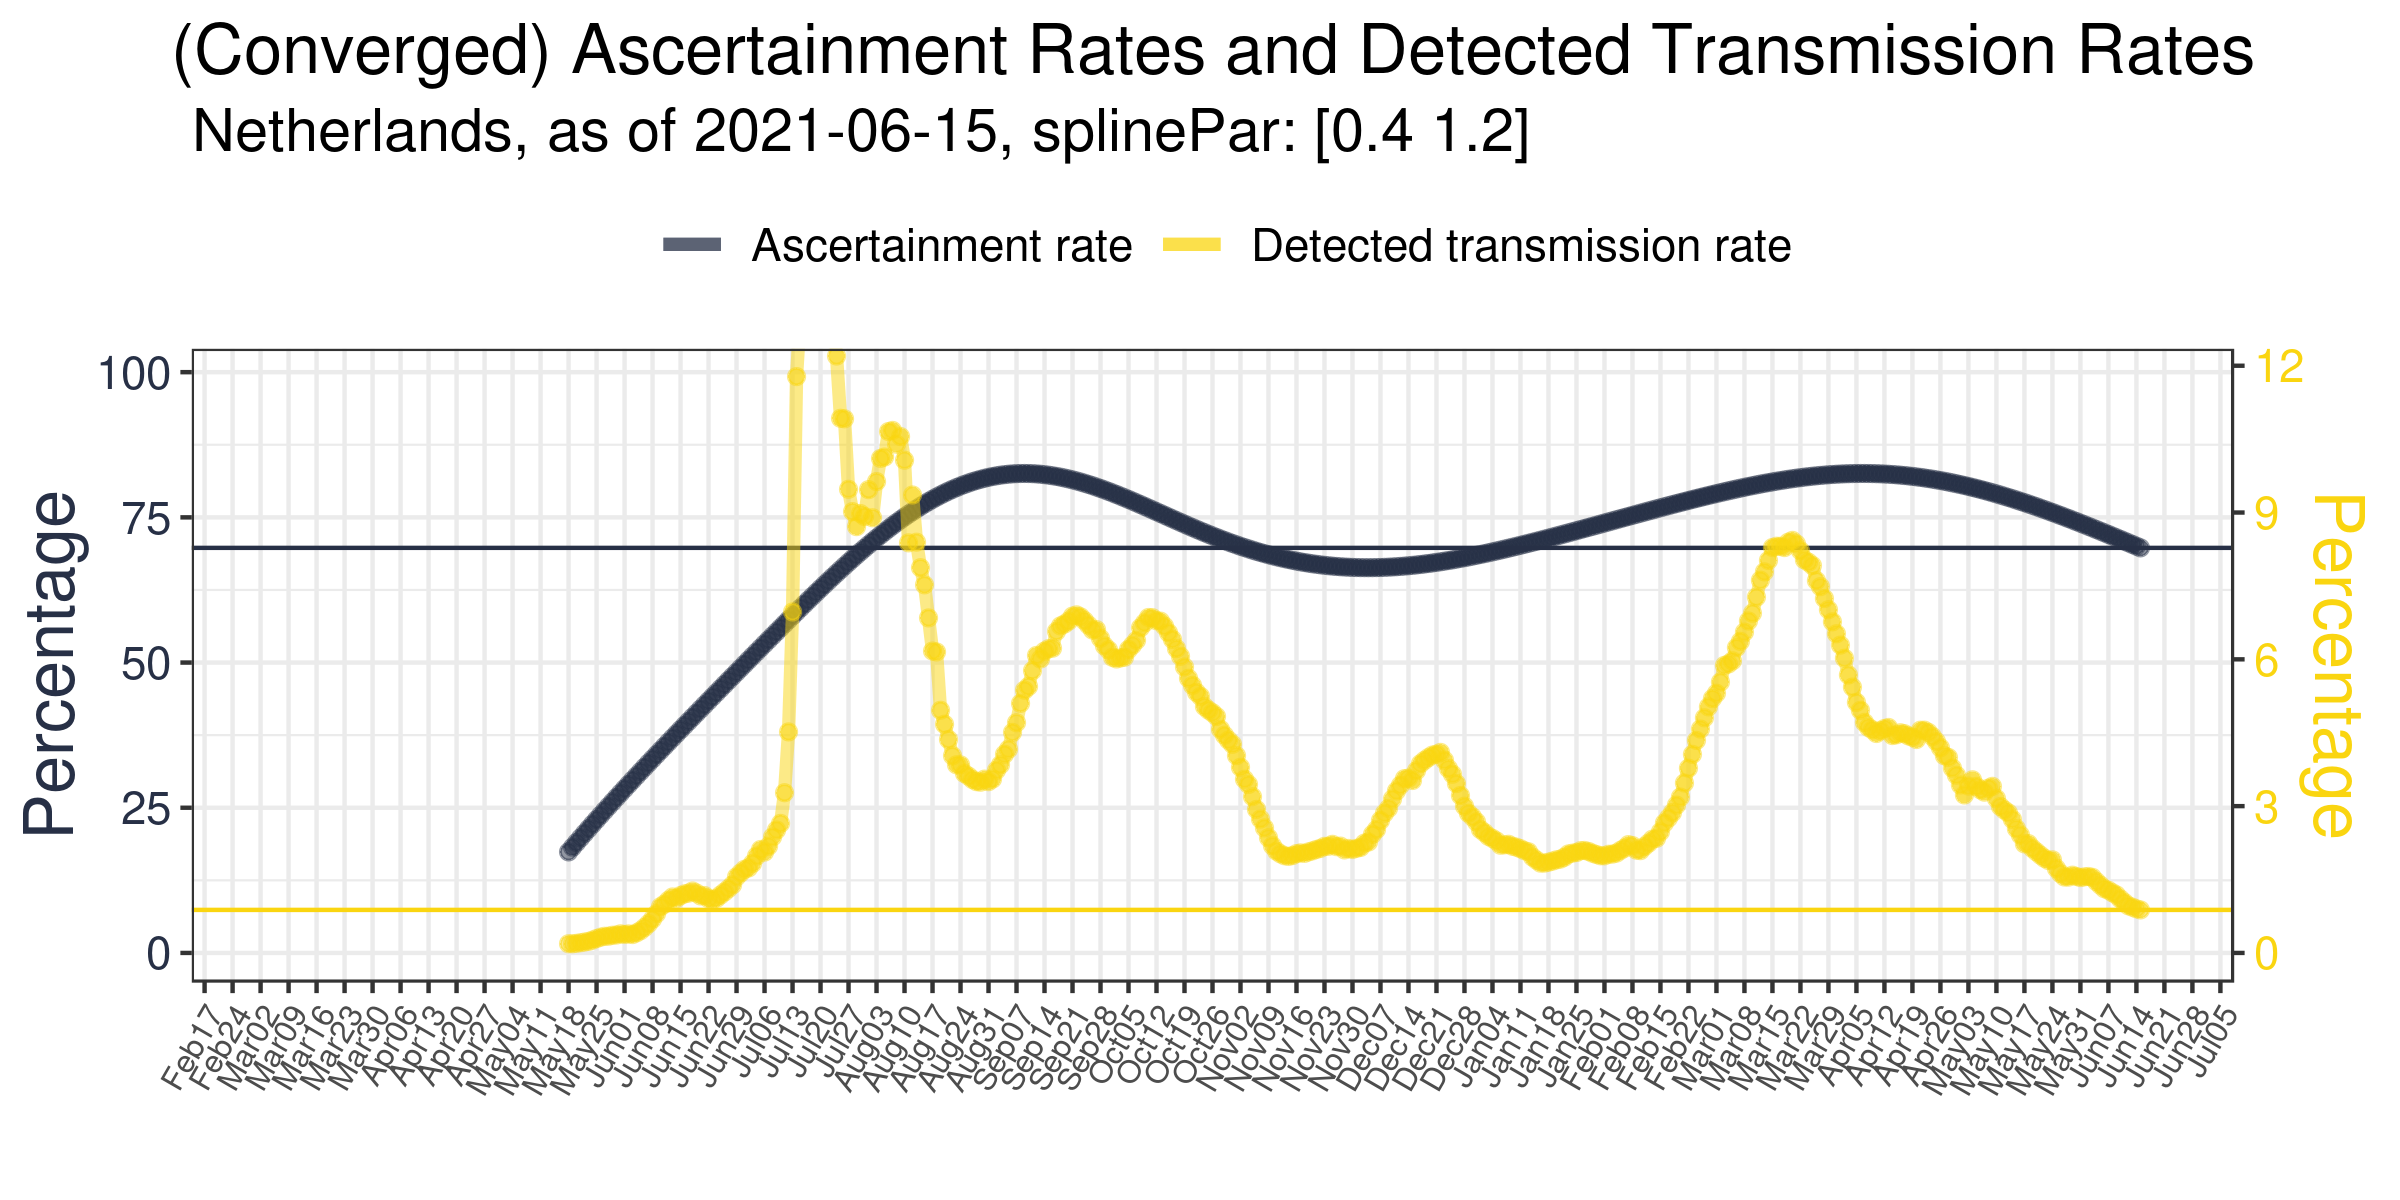 (Converged) Ascertainment Rates and Detected Transmission Rates
Netherlands, as of 2021-06-15, splinePar: [0.4 1.2]
Ascertainment rate
Detected transmission rate
Percentage
100
75
50
25
0
12
9
6
3
0
Percentage
Feb17
Feb24
Mar02
Mar09
Mar16
Mar23
Mar30
Apr06
Apr13
Apr20
Apr27
May04
May11
May18
May25
Jun01
Jun08
Jun15
Jun22
Jun29
Jul06
Jul13
Jul20
Jul27
Aug03
Aug10
Aug17
Aug24
Aug31
Sep07
Sep14
Sep21
Sep28
Oct05
Oct12
Oct19
Oct26
Nov02
Nov09
Nov16
Nov23
Nov30
Dec07
Dec14
Dec21
Dec28
Jan04
Jan11
Jan18
Jan25
Feb01
Feb08
Feb15
Feb22
Mar01
Mar08
Mar15
Mar22
Mar29
Apr05
Apr12
Apr19
Apr26
May03
May10
May17
May24
May31
Jun07
Jun14
Jun21
Jun28
Jul05